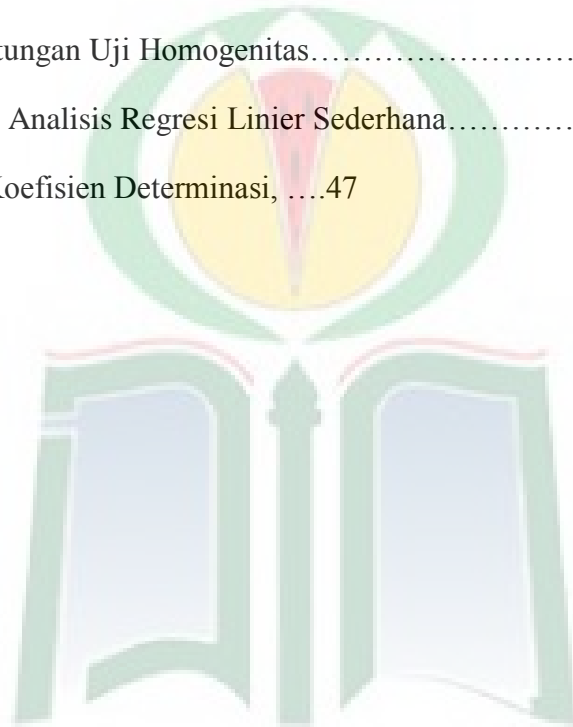 tungan Uji Homogenitas……………………
Analisis Regresi Linier Sederhana…………
Koefisien Determinasi, ….47